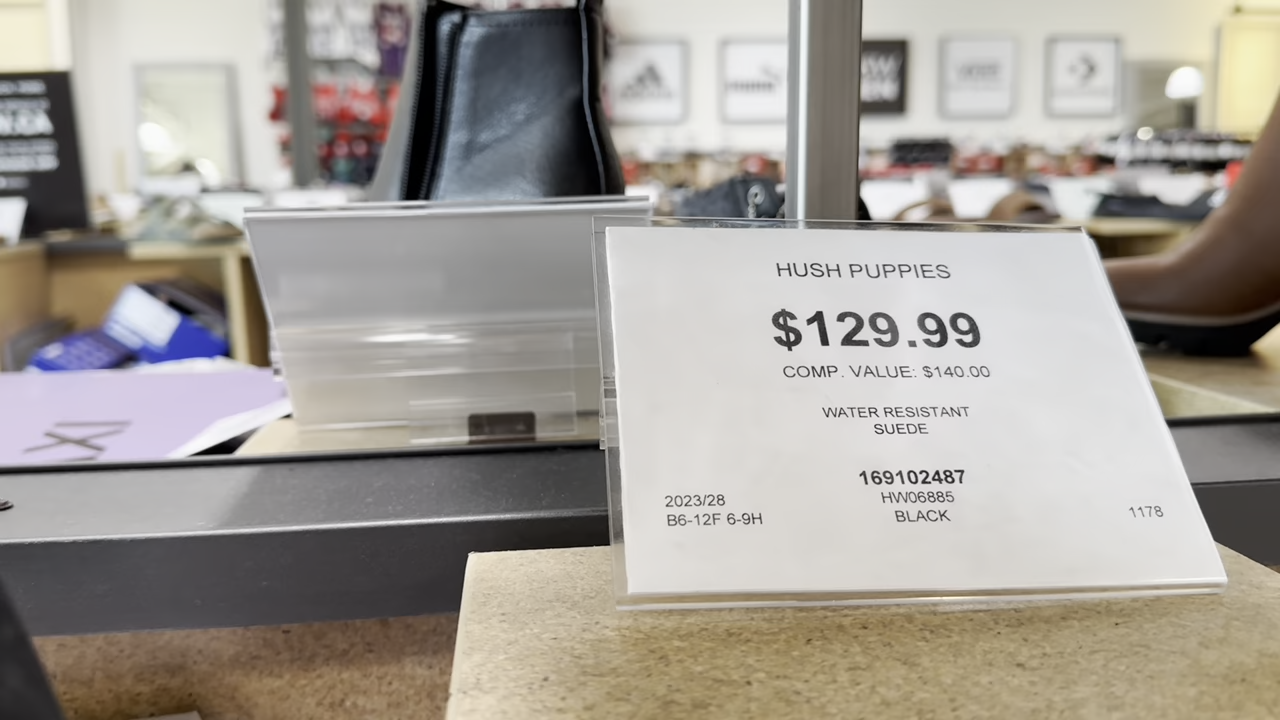 HUSH PUPPIES
$129.99
COMP. VALUE: $140.00
WATER RESISTANT
SUEDE
169102487
HW06885
BLACK
2023/28
B6-12F 6-9H
1178